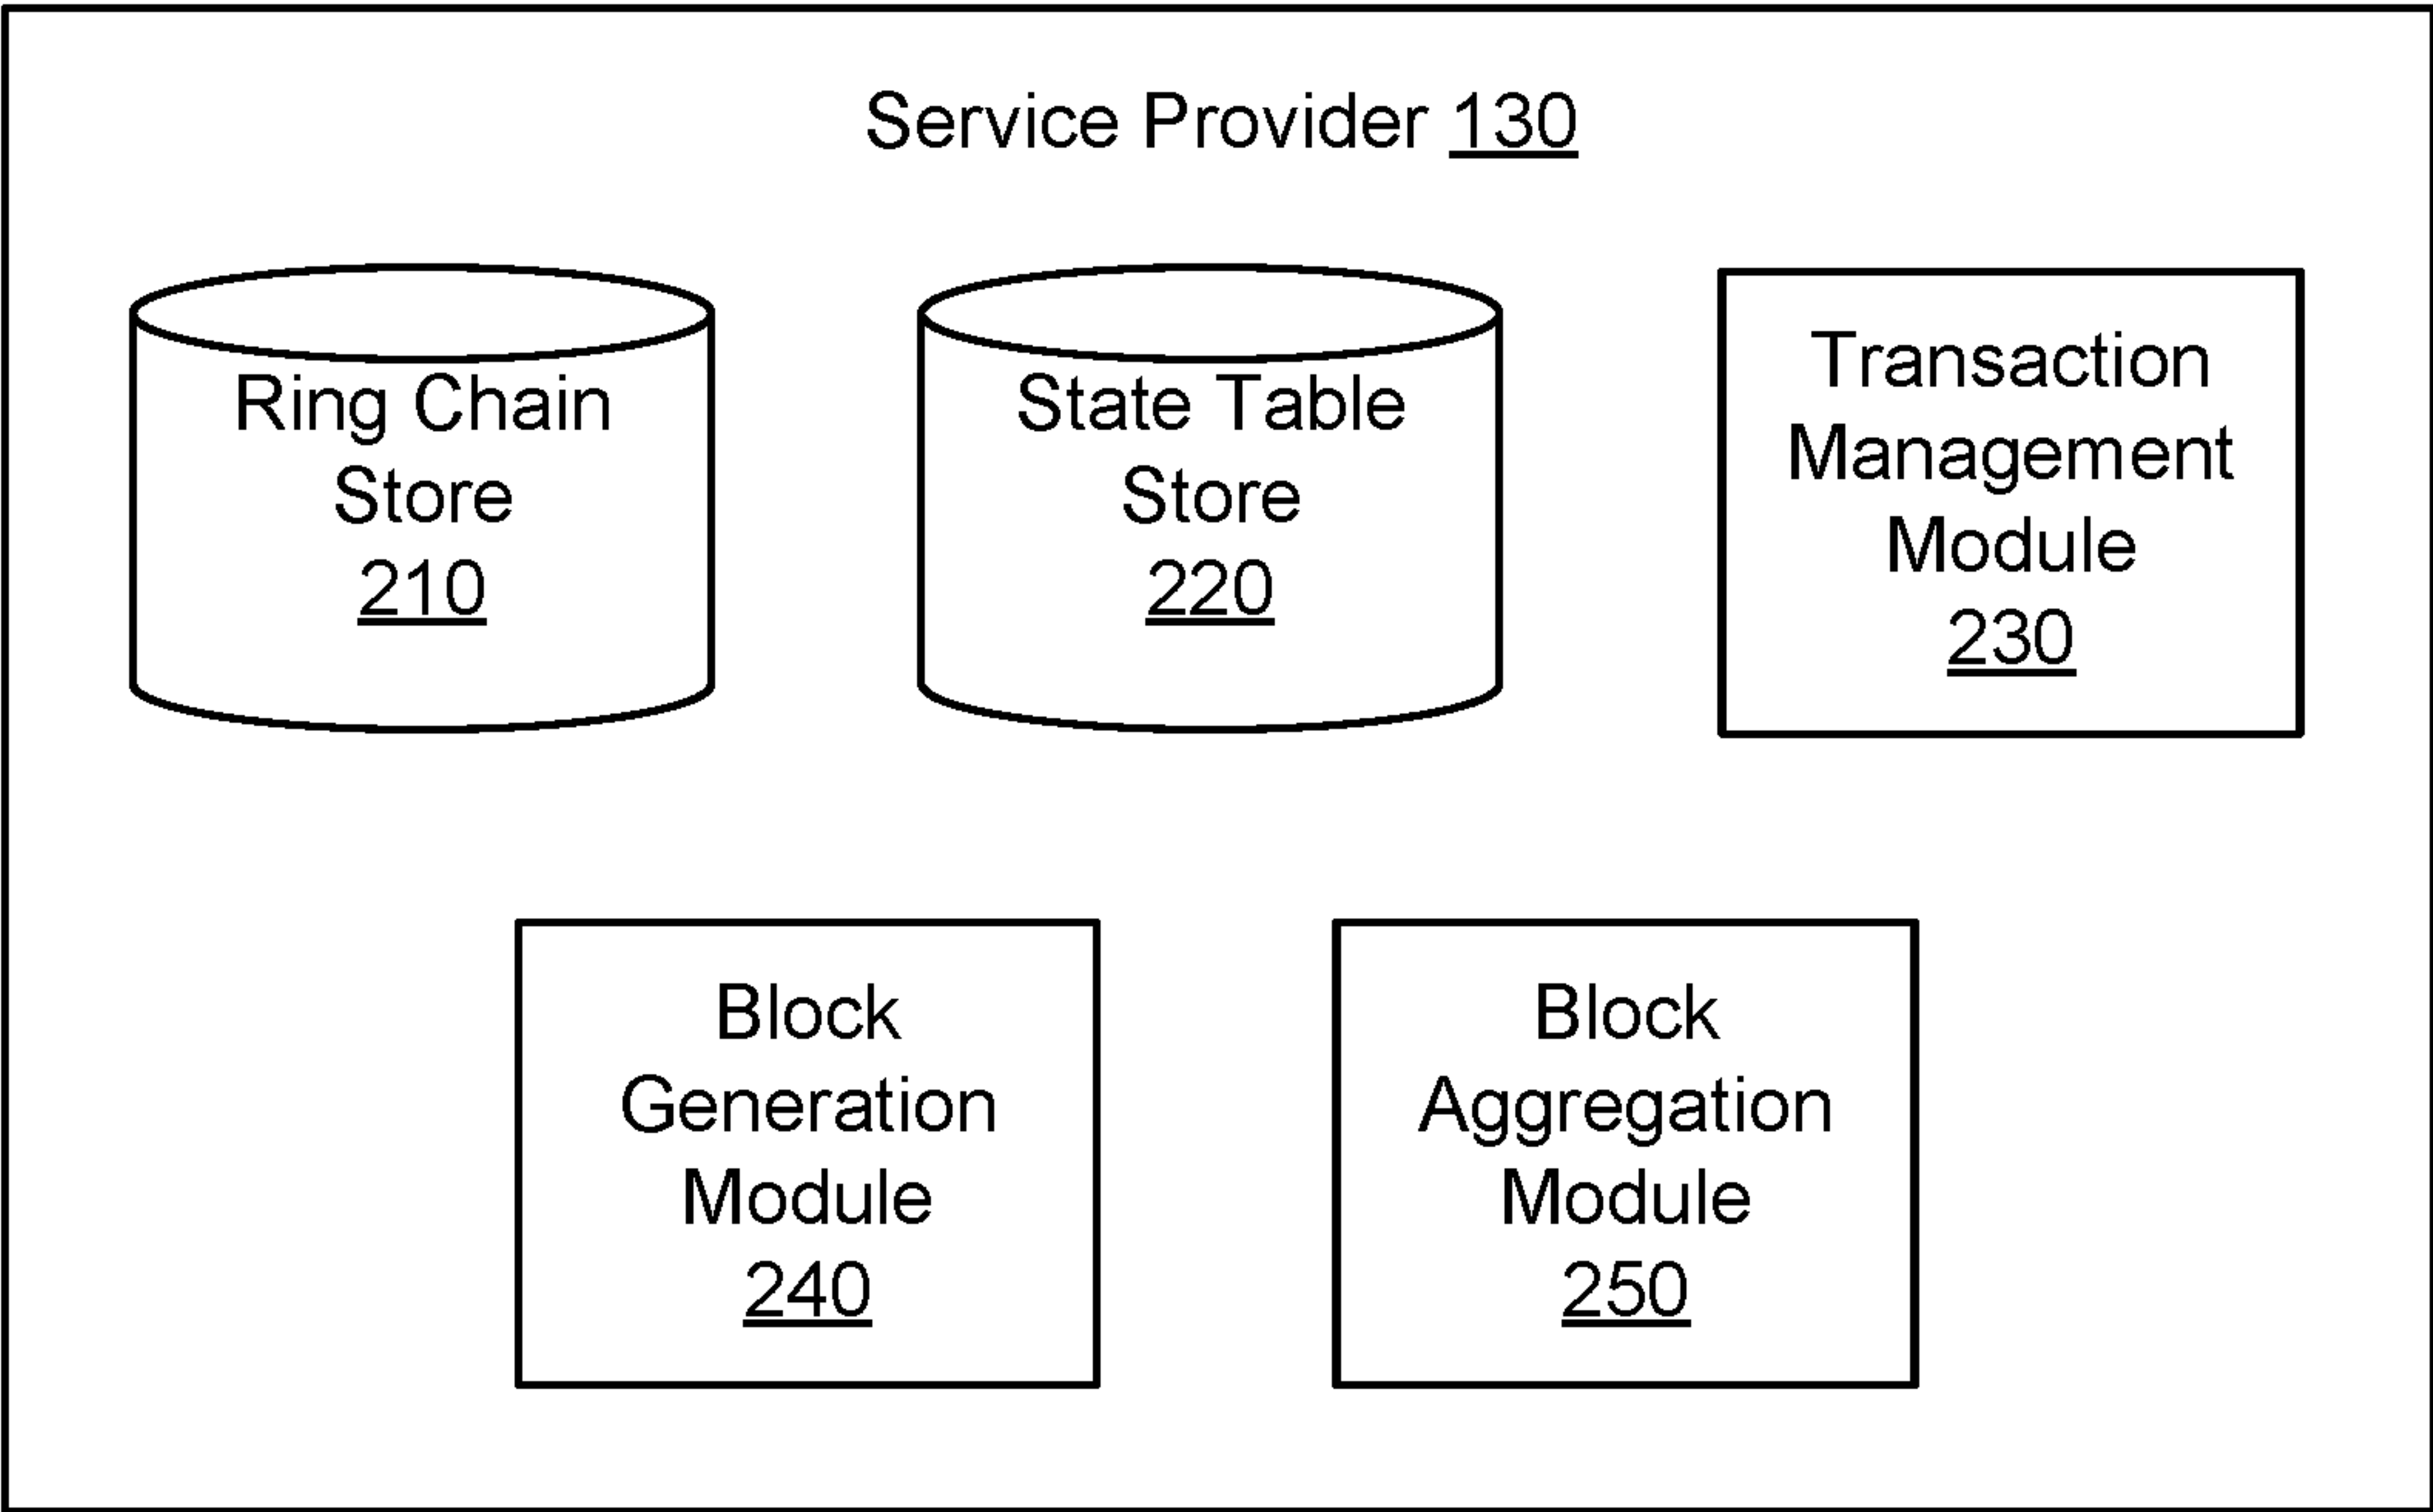 Service Provider 130
Ring Chain
Store
210
State Table
Store
220
Transaction
Management
Module
230
Block
Generation
Module
240
Block
Aggregation
Module
250